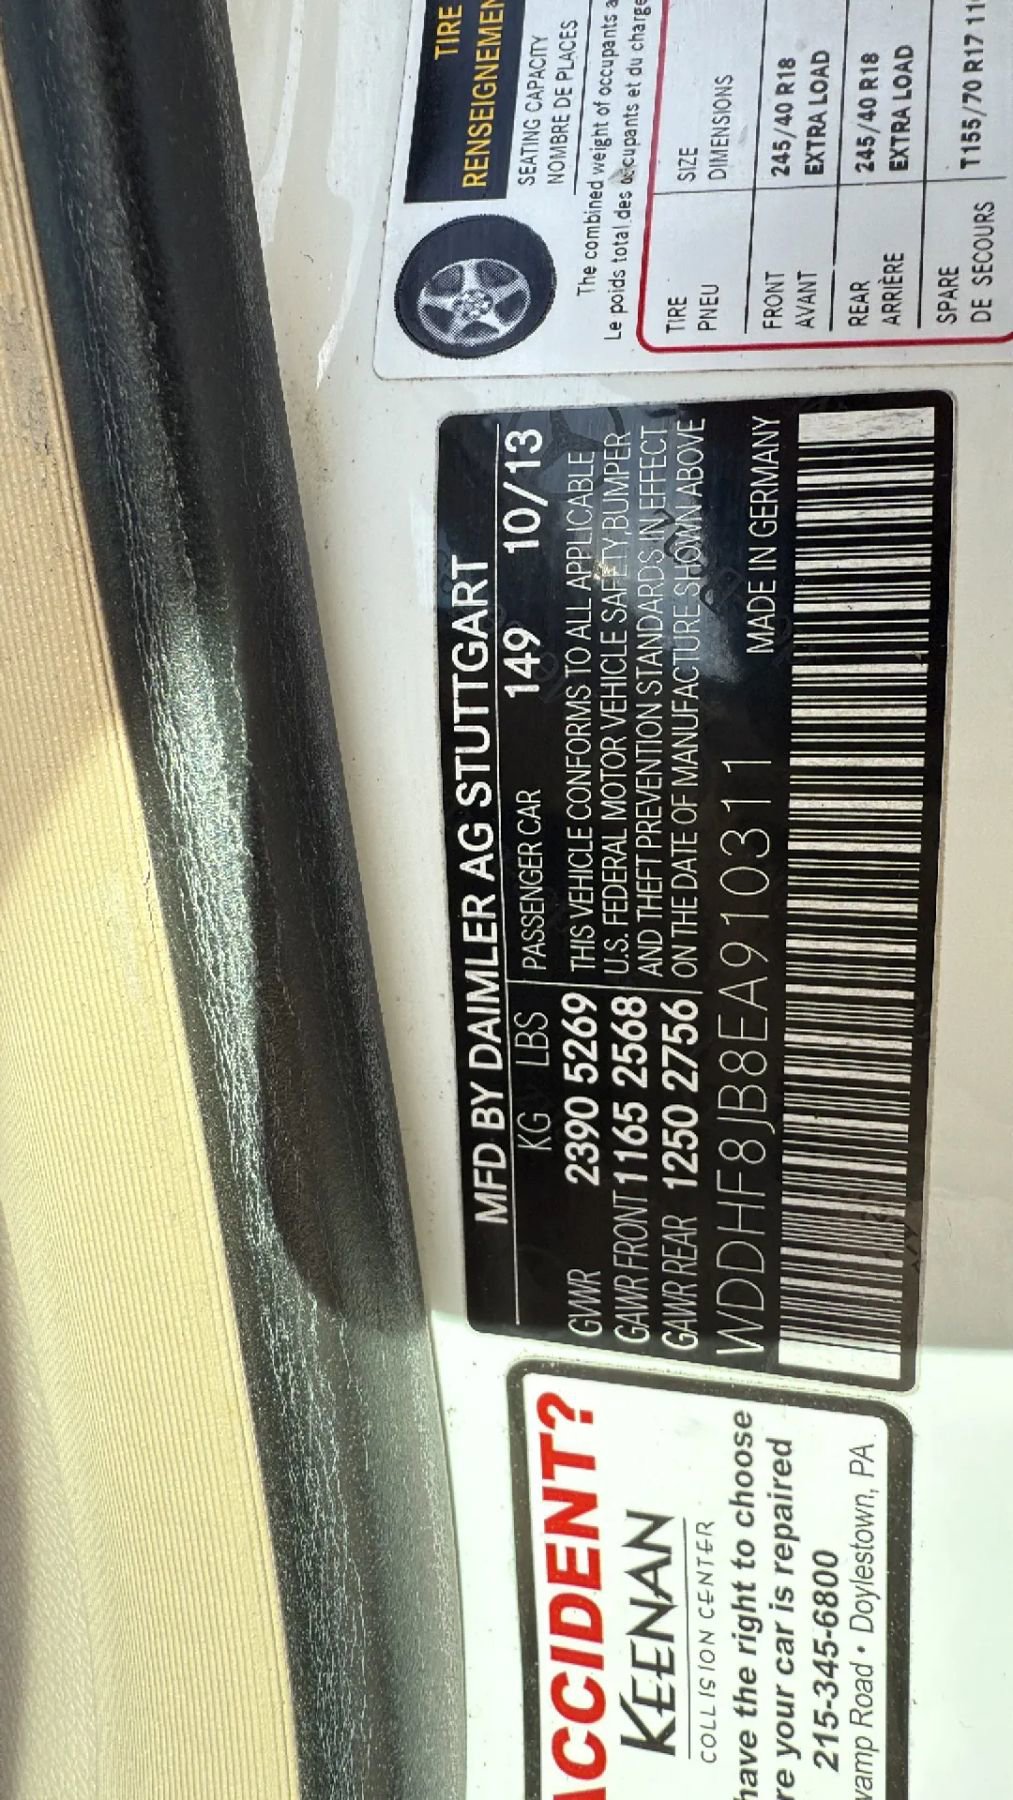 TIRE
RENSEIGNEMEN
SEATING CAPACITY
NOMBRE DE PLACES
The combined weight of occupants a
Le poids total des occupants et du charge
TIRE SIZE
PNEU DIMENSIONS
FRONT 245/40 R18
AVANT EXTRA LOAD
REAR 245/40 R18
ARRIÈRE EXTRA LOAD
SPARE T155/70 R17 11
DE SECOURS
MFD BY DAIMLER AG STUTTGART
KG LBS PASSENGER CAR 149 10/13
GVWR 2390 5269 THIS VEHICLE CONFORMS TO ALL APPLICABLE
GAWR FRONT 1165 2568 U.S. FEDERAL MOTOR VEHICLE SAFETY,BUMPER
GAWR REAR 1250 2756 AND THEFT PREVENTION STANDARDS IN EFFECT
ON THE DATE OF MANUFACTURE SHOWN ABOVE
WDDHF8JB8EA910311 MADE IN GERMANY
ACCIDENT?
KEENAN
COLLISION CENTER
have the right to choose
re your car is repaired
215-345-6800
vamp Road • Doylestown, PA